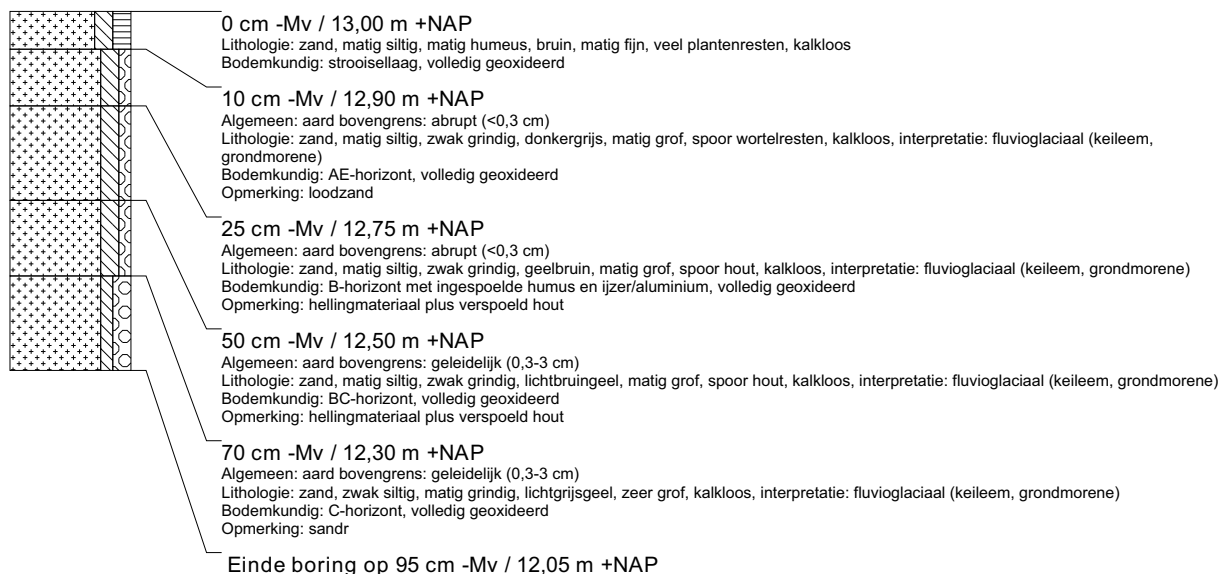 0 cm -Mv / 13,00 m +NAP
Lithologie: zand, matig siltig, matig humeus, bruin, matig fijn, veel plantenresten, kalkloos
Bodemkundig: strooisellaag, volledig geoxideerd
10 cm -Mv / 12,90 m +NAP
Algemeen: aard bovengrens: abrupt (<0,3 cm)
Lithologie: zand, matig siltig, zwak grindig, donkergrijs, matig grof, spoor wortelresten, kalkloos, interpretatie: fluvioglaciaal (keileem,
grondmorene)
Bodemkundig: AE-horizont, volledig geoxideerd
Opmerking: loodzand
25 cm -Mv / 12,75 m +NAP
Algemeen: aard bovengrens: abrupt (<0,3 cm)
Lithologie: zand, matig siltig, zwak grindig, geelbruin, matig grof, spoor hout, kalkloos, interpretatie: fluvioglaciaal (keileem, grondmorene)
Bodemkundig: B-horizont met ingespoelde humus en ijzer/aluminium, volledig geoxideerd
Opmerking: hellingmateriaal plus verspoeld hout
50 cm -Mv / 12,50 m +NAP
Algemeen: aard bovengrens: geleidelijk (0,3-3 cm)
Lithologie: zand, matig siltig, zwak grindig, lichtbruingeel, matig grof, spoor hout, kalkloos, interpretatie: fluvioglaciaal (keileem, grondmorene)
Bodemkundig: BC-horizont, volledig geoxideerd
Opmerking: hellingmateriaal plus verspoeld hout
70 cm -Mv / 12,30 m +NAP
Algemeen: aard bovengrens: geleidelijk (0,3-3 cm)
Lithologie: zand, zwak siltig, matig grindig, lichtgrijsgeel, zeer grof, kalkloos, interpretatie: fluvioglaciaal (keileem, grondmorene)
Bodemkundig: C-horizont, volledig geoxideerd
Opmerking: sandr
Einde boring op 95 cm -Mv / 12,05 m +NAP